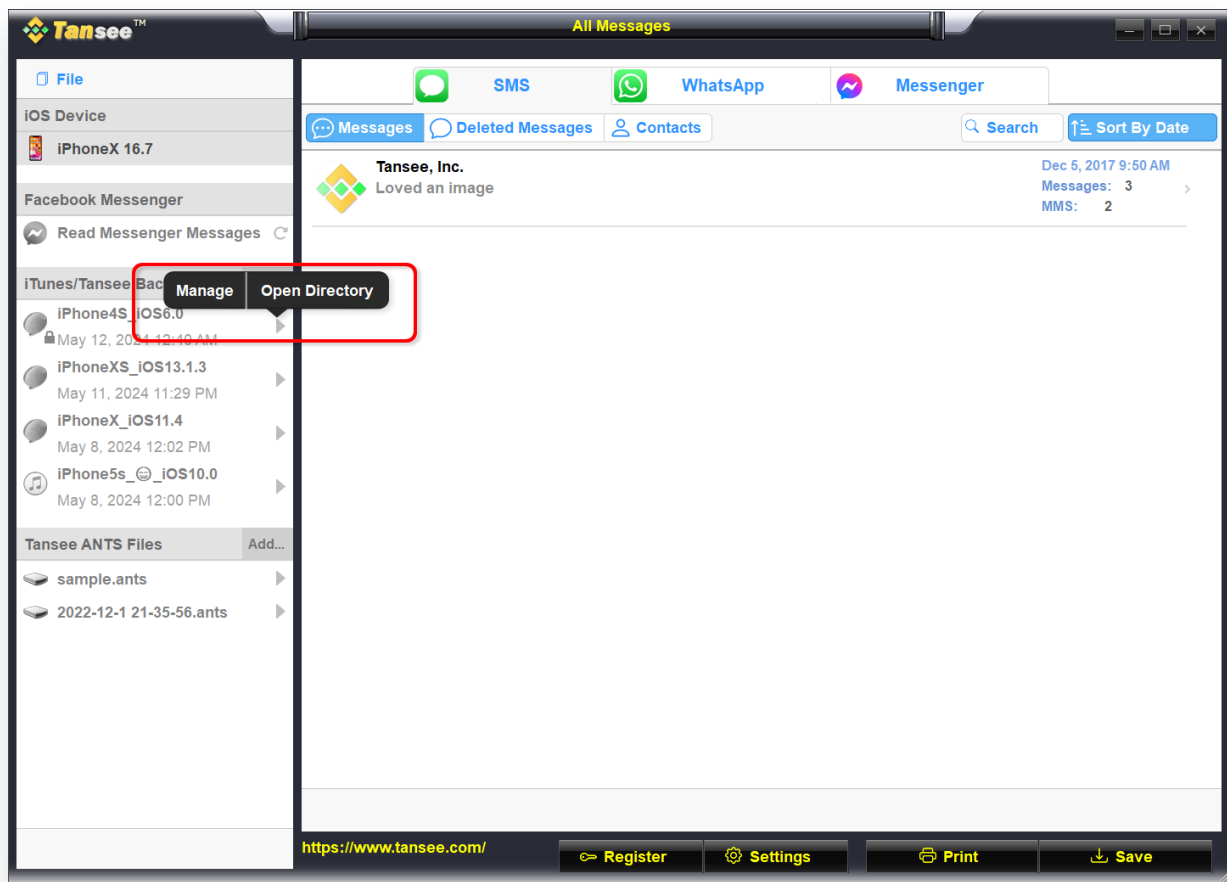 Tansee™
All Messages
File
iOS Device
iPhoneX 16.7
Facebook Messenger
Read Messenger Messages
iTunes/Tansee Bac
Manage
Open Directory
iPhone4S_iOS6.0
May 12, 2024 12:40 AM
iPhoneXS_iOS13.1.3
May 11, 2024 11:29 PM
iPhoneX_iOS11.4
May 8, 2024 12:02 PM
iPhone5s_😁_iOS10.0
May 8, 2024 12:00 PM
Tansee ANTS Files
Add...
sample.ants
2022-12-1 21-35-56.ants
SMS
WhatsApp
Messenger
Messages
Deleted Messages
Contacts
Search
Sort By Date
Tansee, Inc.
Loved an image
Dec 5, 2017 9:50 AM
Messages: 3
MMS: 2
https://www.tansee.com/
Register
Settings
Print
Save